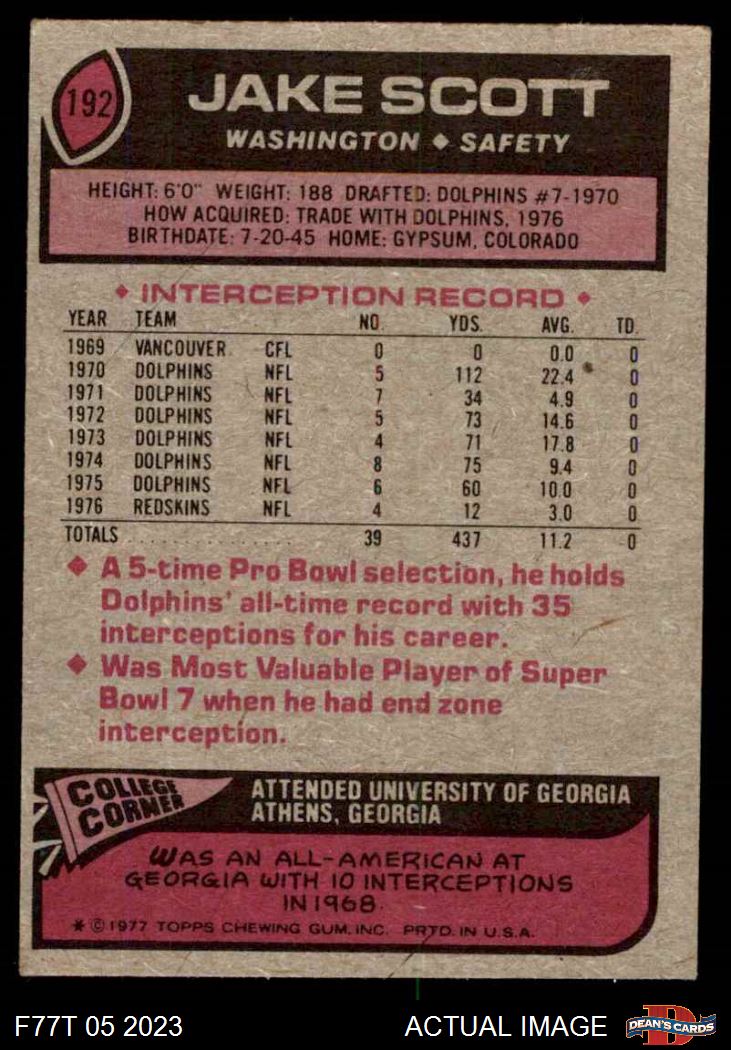 192
JAKE SCOTT
WASHINGTON ◆ SAFETY
HEIGHT: 6'0" WEIGHT: 188 DRAFTED: DOLPHINS #7-1970
HOW ACQUIRED: TRADE WITH DOLPHINS, 1976
BIRTHDATE: 7-20-45 HOME: GYPSUM, COLORADO
◆ INTERCEPTION RECORD ◆
YEAR TEAM NO. YDS. AVG. TD.
1969 VANCOUVER CFL 0 0 0.0 0
1970 DOLPHINS NFL 5 112 22.4 0
1971 DOLPHINS NFL 7 34 4.9 0
1972 DOLPHINS NFL 5 73 14.6 0
1973 DOLPHINS NFL 4 71 17.8 0
1974 DOLPHINS NFL 8 75 9.4 0
1975 DOLPHINS NFL 6 60 10.0 0
1976 REDSKINS NFL 4 12 3.0 0
TOTALS . . . . . . . . . . . . . . . 39 437 11.2 0
◆ A 5-time Pro Bowl selection, he holds
Dolphins' all-time record with 35
interceptions for his career.
◆ Was Most Valuable Player of Super
Bowl 7 when he had end zone
interception.
COLLEGE
CORNER
ATTENDED UNIVERSITY OF GEORGIA
ATHENS, GEORGIA
WAS AN ALL-AMERICAN AT
GEORGIA WITH 10 INTERCEPTIONS
IN 1968.
* © 1977 TOPPS CHEWING GUM, INC. PRTD. IN U.S.A.
F77T 05 2023
ACTUAL IMAGE
D
DEAN'S CARDS